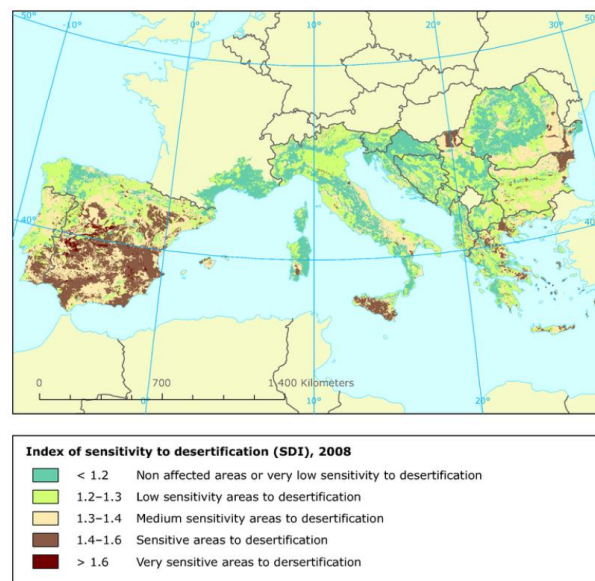 50° -10° 0° 10° 20° 30° 50°
40°
40°
0 700 1 400 Kilometers
0° 10° 20°
Index of sensitivity to desertification (SDI), 2008
< 1.2 Non affected areas or very low sensitivity to desertification
1.2–1.3 Low sensitivity areas to desertification
1.3–1.4 Medium sensitivity areas to desertification
1.4–1.6 Sensitive areas to desertification
> 1.6 Very sensitive areas to dersertification